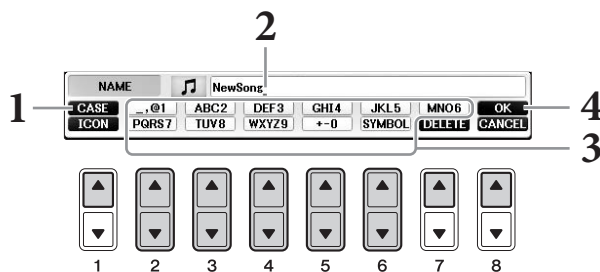 2
NAME NewSong
1 CASE _,@1 ABC2 DEF3 GHI4 JKL5 MNO6 OK 4
ICON PQRS7 TUV8 WXYZ9 +-0 SYMBOL DELETE CANCEL
3
1 2 3 4 5 6 7 8